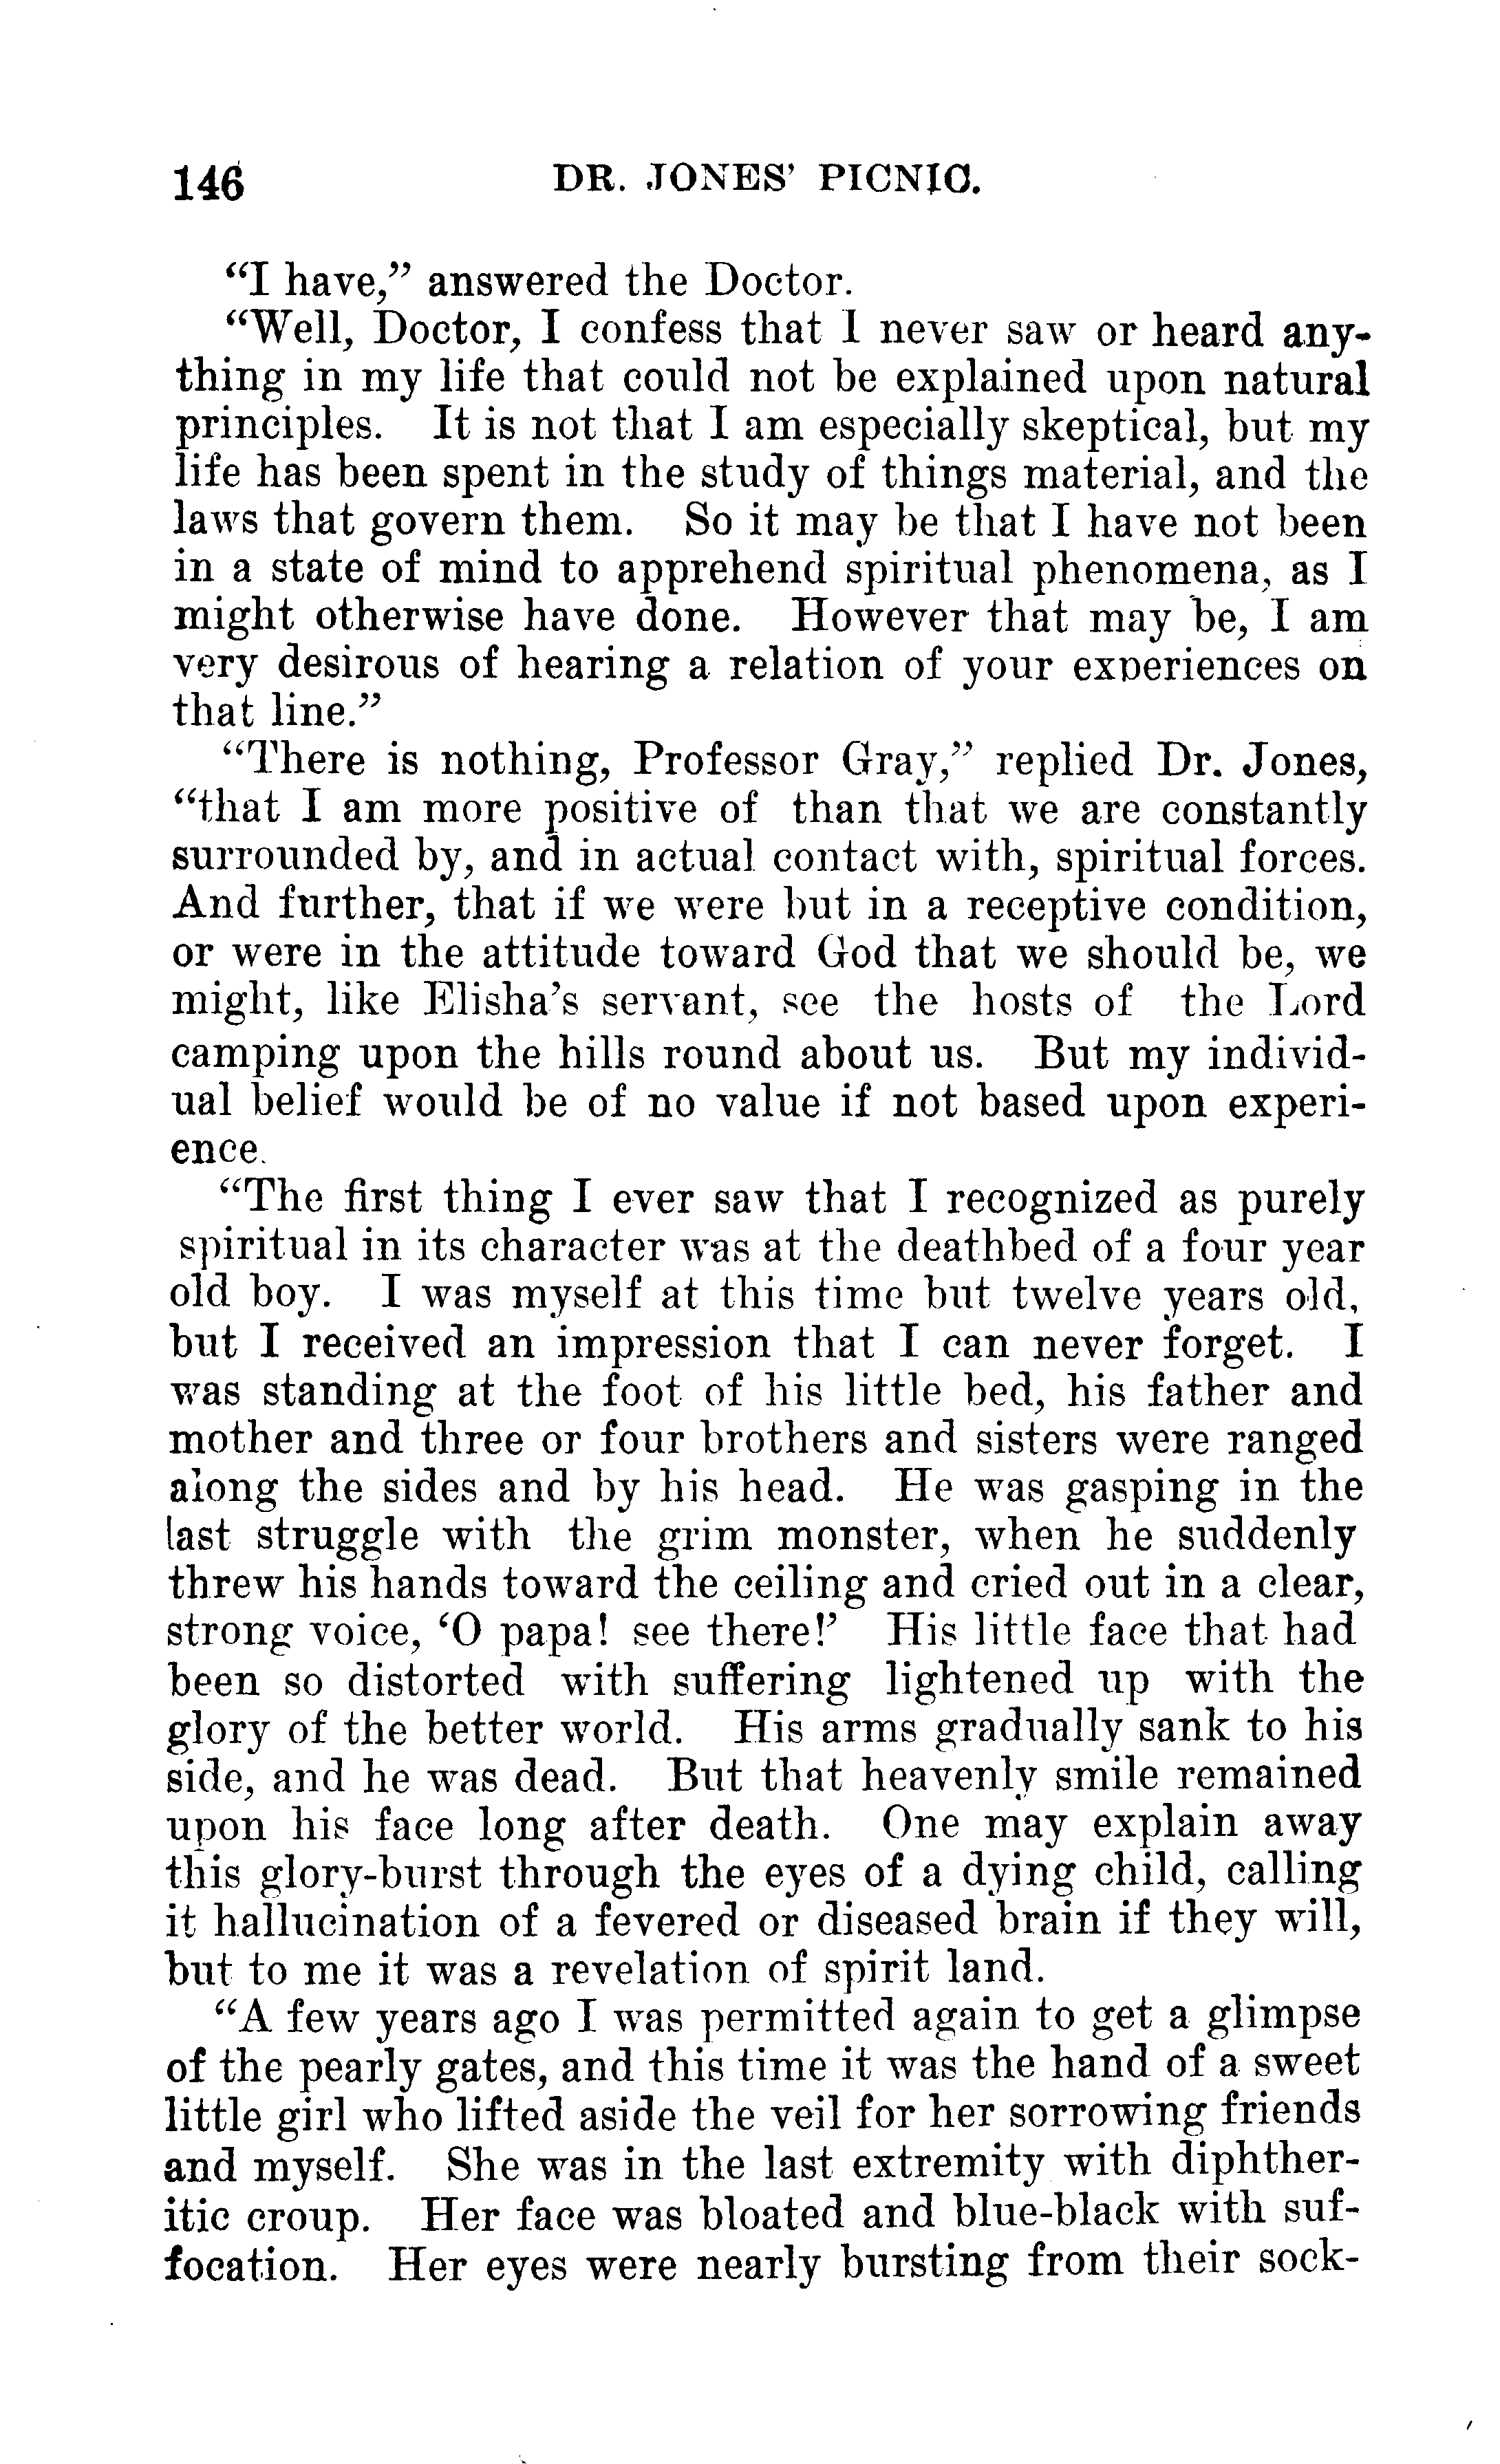 146 DR. JONES' PICNIC.
"I have," answered the Doctor.
"Well, Doctor, I confess that I never saw or heard any-
thing in my life that could not be explained upon natural
principles. It is not that I am especially skeptical, but my
life has been spent in the study of things material, and the
laws that govern them. So it may be that I have not been
in a state of mind to apprehend spiritual phenomena, as I
might otherwise have done. However that may be, I am
very desirous of hearing a relation of your experiences on
that line."
"There is nothing, Professor Gray," replied Dr. Jones,
"that I am more positive of than that we are constantly
surrounded by, and in actual contact with, spiritual forces.
And further, that if we were but in a receptive condition,
or were in the attitude toward God that we should be, we
might, like Elisha's servant, see the hosts of the Lord
camping upon the hills round about us. But my individ-
ual belief would be of no value if not based upon experi-
ence.
"The first thing I ever saw that I recognized as purely
spiritual in its character was at the deathbed of a four year
old boy. I was myself at this time but twelve years old,
but I received an impression that I can never forget. I
was standing at the foot of his little bed, his father and
mother and three or four brothers and sisters were ranged
along the sides and by his head. He was gasping in the
last struggle with the grim monster, when he suddenly
threw his hands toward the ceiling and cried out in a clear,
strong voice, 'O papa! see there!' His little face that had
been so distorted with suffering lightened up with the
glory of the better world. His arms gradually sank to his
side, and he was dead. But that heavenly smile remained
upon his face long after death. One may explain away
this glory-burst through the eyes of a dying child, calling
it hallucination of a fevered or diseased brain if they will,
but to me it was a revelation of spirit land.
"A few years ago I was permitted again to get a glimpse
of the pearly gates, and this time it was the hand of a sweet
little girl who lifted aside the veil for her sorrowing friends
and myself. She was in the last extremity with diphther-
itic croup. Her face was bloated and blue-black with suf-
focation. Her eyes were nearly bursting from their sock-